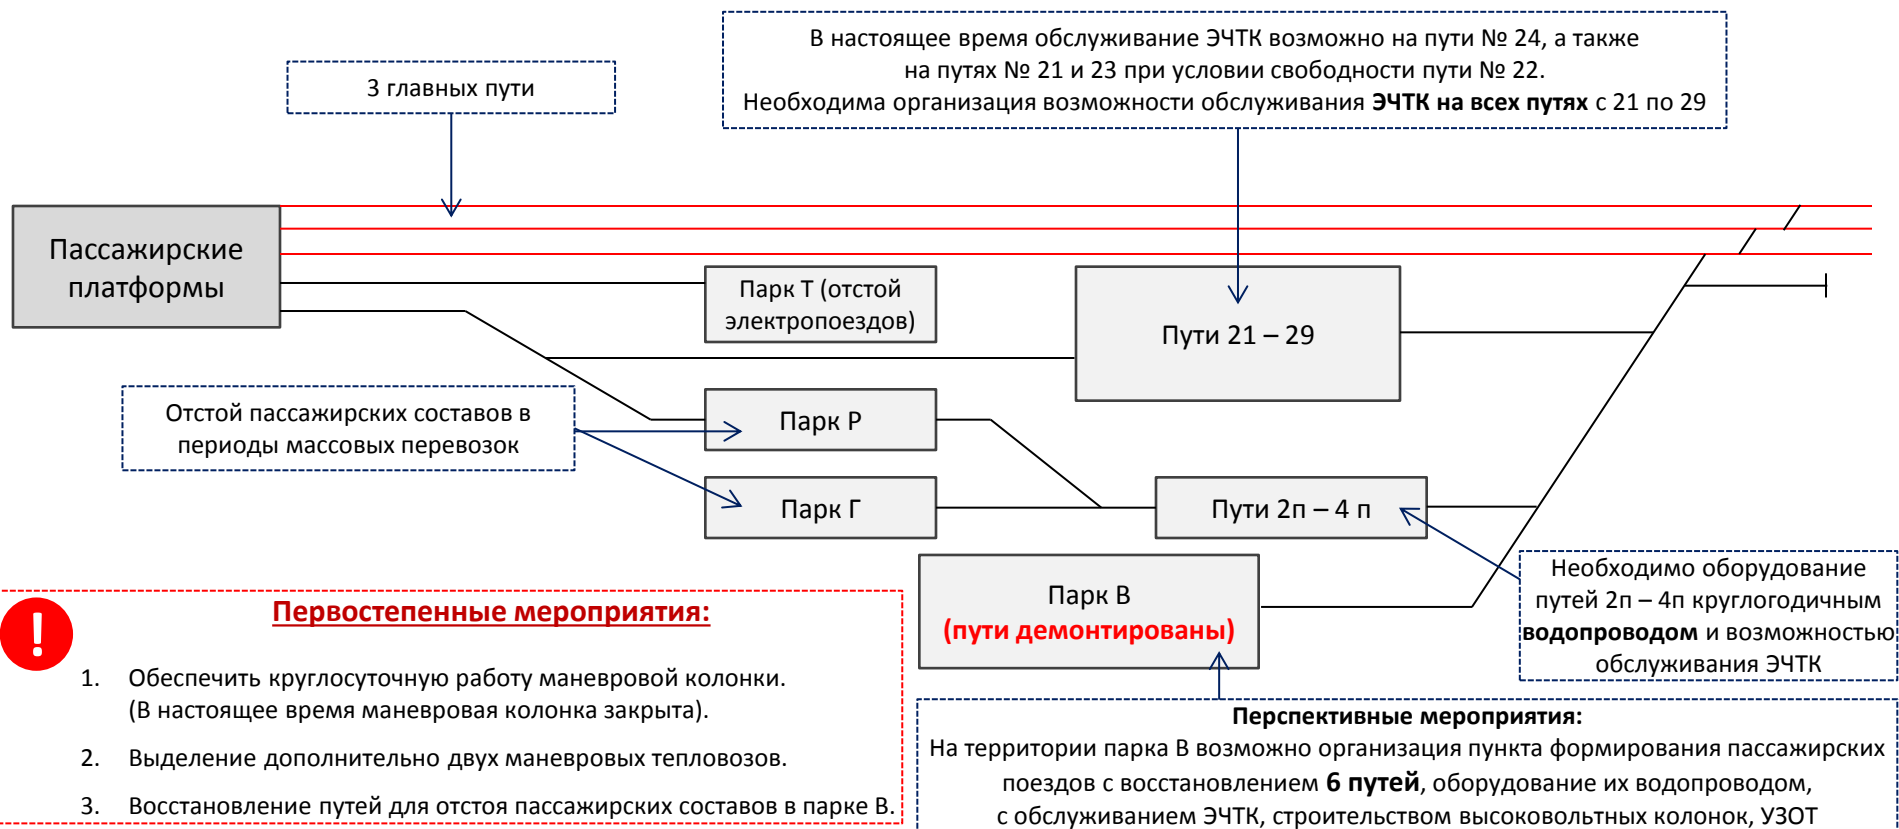 В настоящее время обслуживание ЭЧТК возможно на пути № 24, а также
на путях № 21 и 23 при условии свободности пути № 22.
Необходима организация возможности обслуживания ЭЧТК на всех путях с 21 по 29
3 главных пути
Пассажирские
платформы
Парк Т (отстой
электропоездов)
Пути 21 – 29
Отстой пассажирских составов в
периоды массовых перевозок
Парк Р
Парк Г
Пути 2п – 4 п
Парк В
(пути демонтированы)
Необходимо оборудование
путей 2п – 4п круглогодичным
водопроводом и возможностью
обслуживания ЭЧТК
!
Первостепенные мероприятия:
1. Обеспечить круглосуточную работу маневровой колонки.
(В настоящее время маневровая колонка закрыта).
2. Выделение дополнительно двух маневровых тепловозов.
3. Восстановление путей для отстоя пассажирских составов в парке В.
Перспективные мероприятия:
На территории парка В возможно организация пункта формирования пассажирских
поездов с восстановлением 6 путей, оборудование их водопроводом,
с обслуживанием ЭЧТК, строительством высоковольтных колонок, УЗОТ